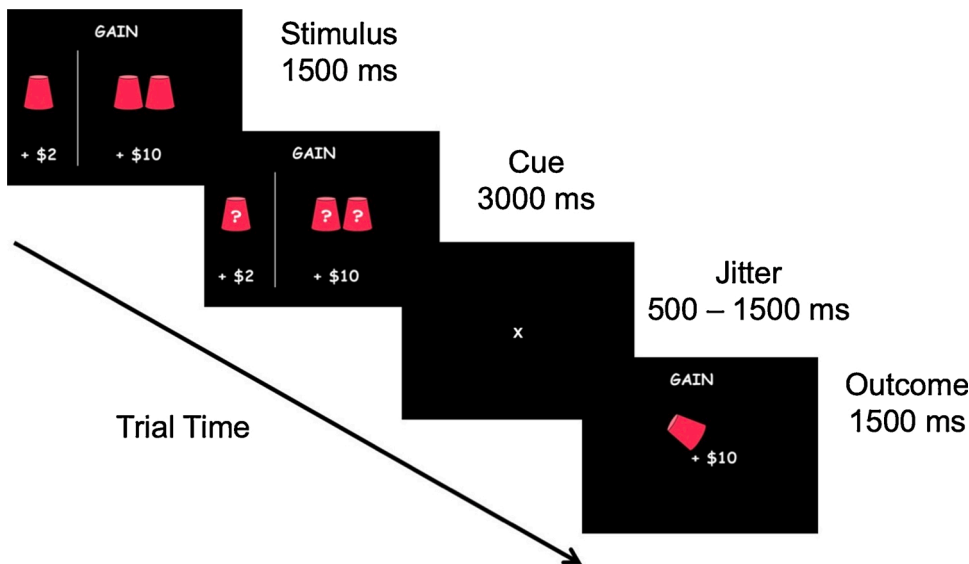 GAIN
+ $2
+ $10
Stimulus
1500 ms
GAIN
?
? ?
+ $2
+ $10
Cue
3000 ms
x
Jitter
500 – 1500 ms
GAIN
+ $10
Outcome
1500 ms
Trial Time